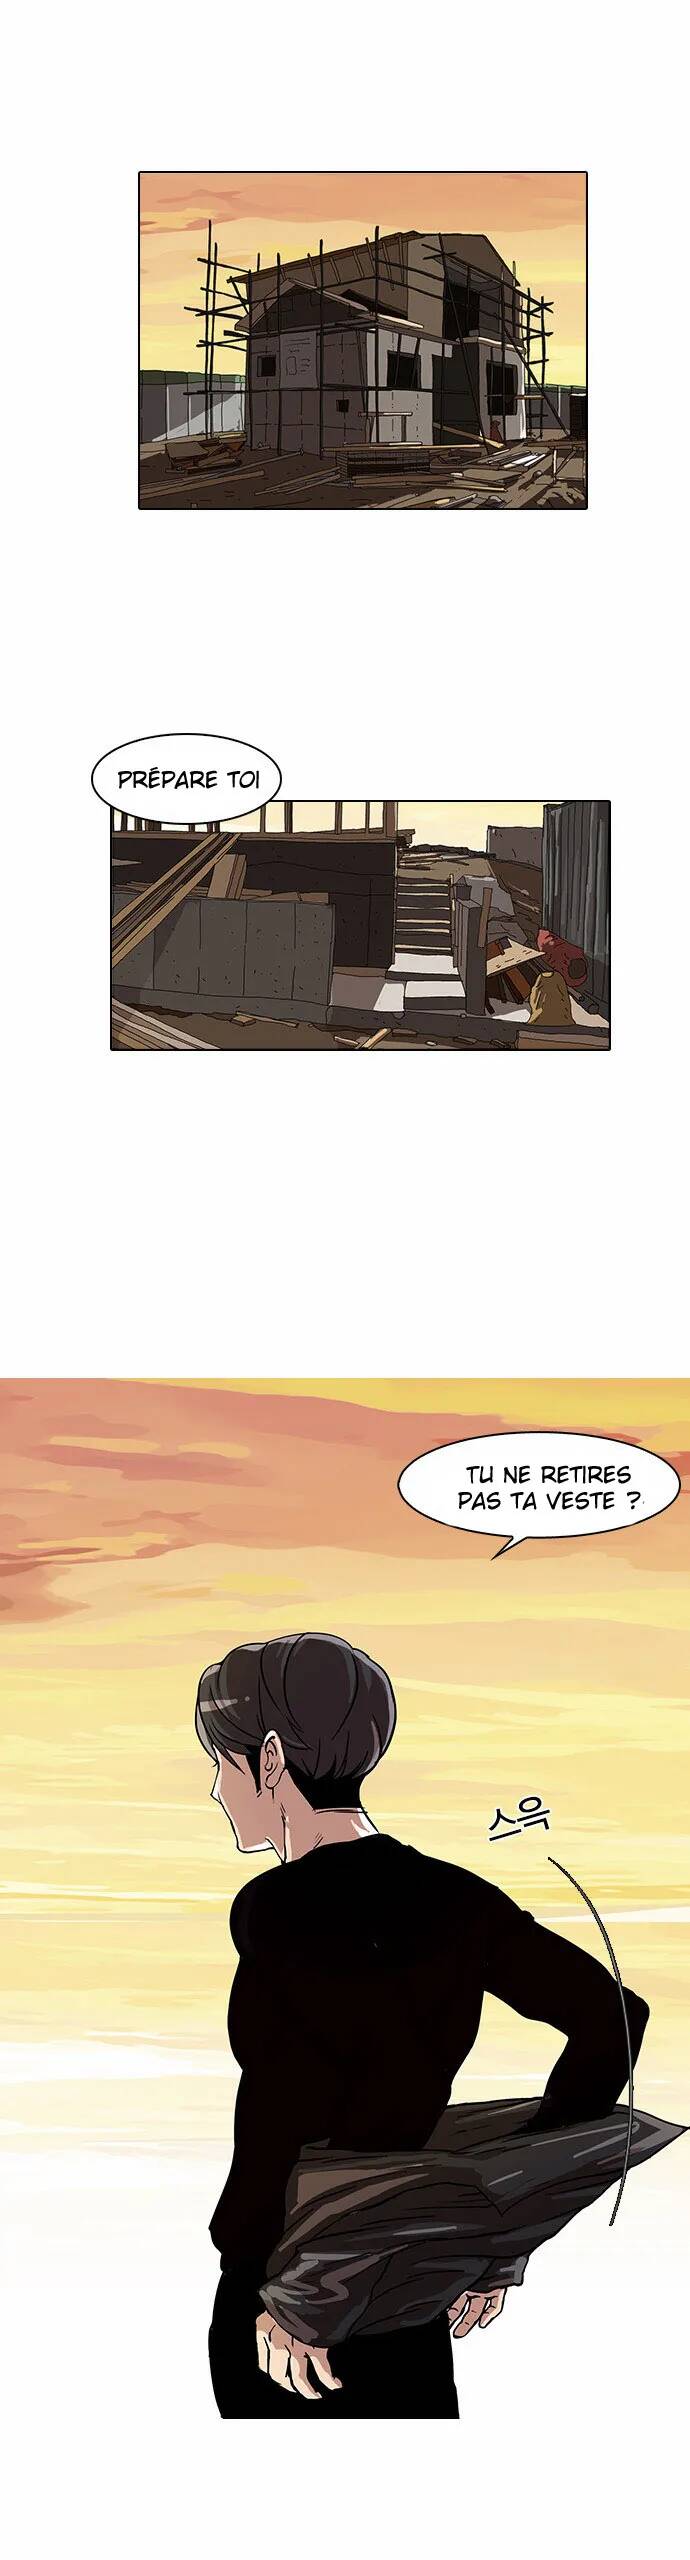 PRÉPARE TOI
TU NE RETIRES
PAS TA VESTE ?
스윽